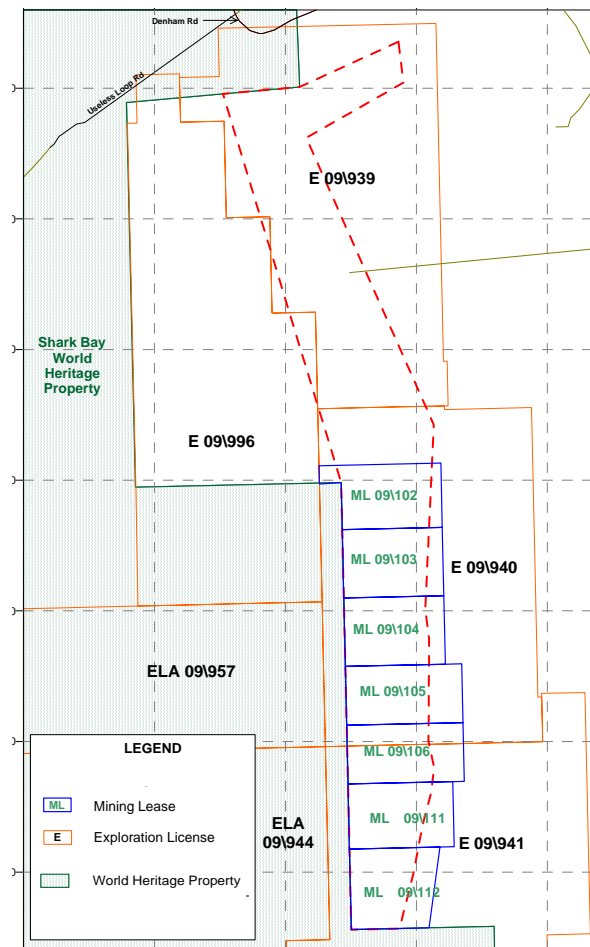 Denham Rd
Useless Loop Rd
E 09\939
Shark Bay
World
Heritage
Property
E 09\996
ML 09\102
ML 09\103
E 09\940
ML 09\104
ELA 09\957
ML 09\105
ML 09\106
LEGEND
ML Mining Lease
E Exploration License
World Heritage Property
ELA
09\944
ML 09\111
E 09\941
ML 09\112